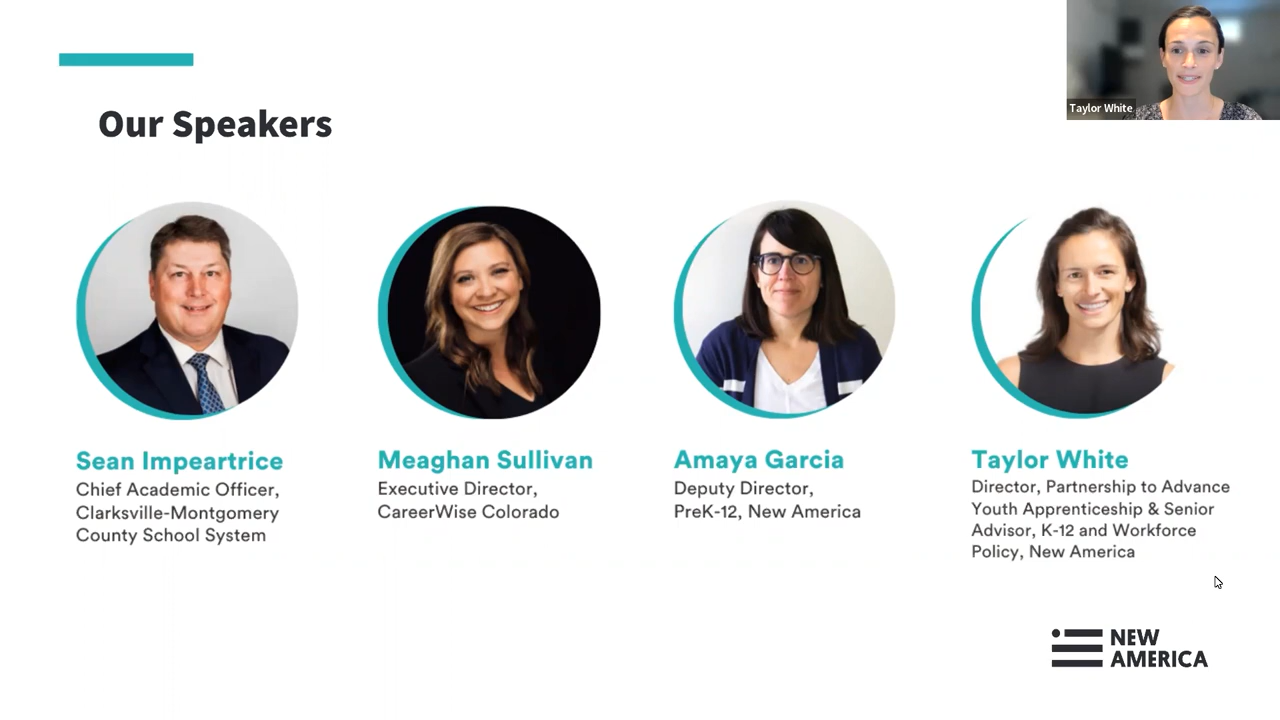 Taylor White
Our Speakers
Sean Impeartrice
Chief Academic Officer,
Clarksville-Montgomery
County School System
Meaghan Sullivan
Executive Director,
CareerWise Colorado
Amaya Garcia
Deputy Director,
PreK-12, New America
Taylor White
Director, Partnership to Advance
Youth Apprenticeship & Senior
Advisor, K-12 and Workforce
Policy, New America
NEW
AMERICA